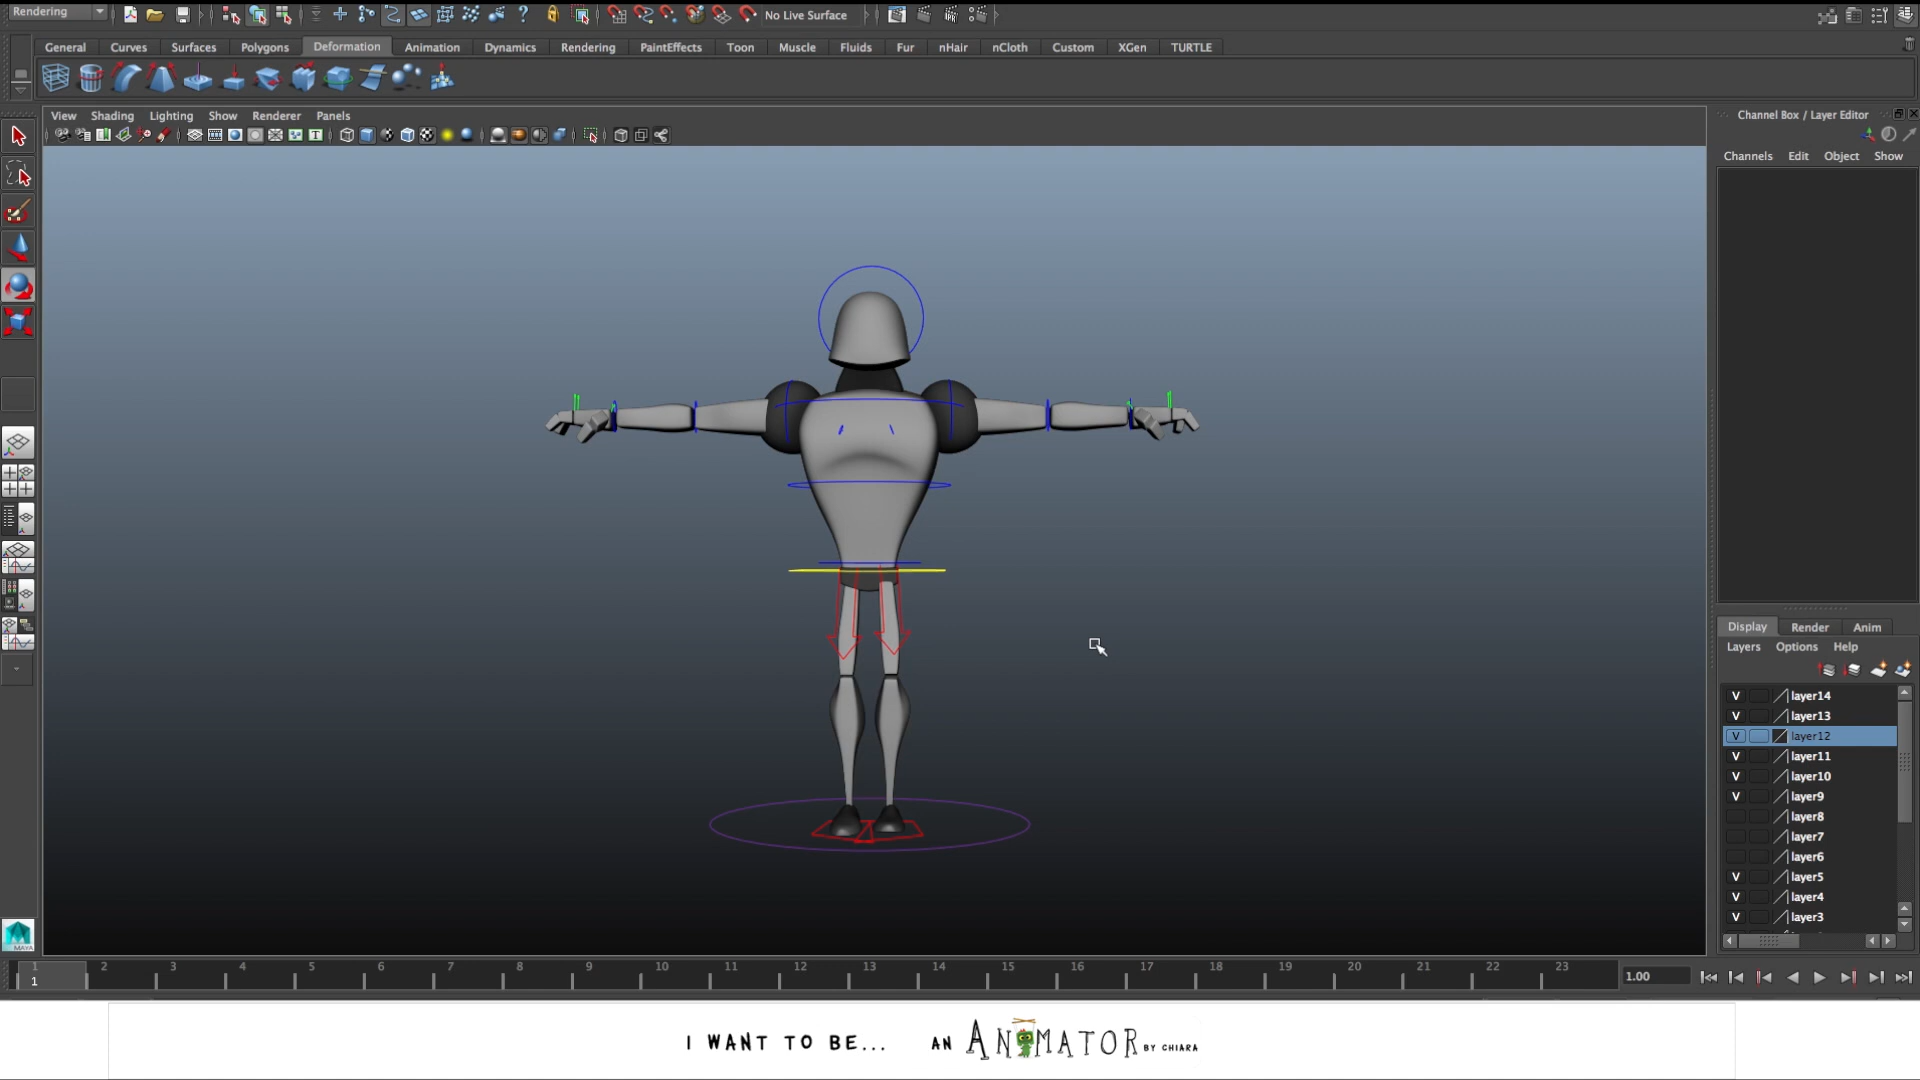 Rendering
No Live Surface
General Curves Surfaces Polygons Deformation Animation Dynamics Rendering PaintEffects Toon Muscle Fluids Fur nHair nCloth Custom XGen TURTLE
View Shading Lighting Show Renderer Panels
Channel Box / Layer Editor
Channels Edit Object Show
Display Render Anim
Layers Options Help
V layer14
V layer13
V layer12
V layer11
V layer10
V layer9
layer8
layer7
layer6
V layer5
V layer4
V layer3
MAYA
1 2 3 4 5 6 7 8 9 10 11 12 13 14 15 16 17 18 19 20 21 22 23
1
1.00
I WANT TO BE... AN ANIMATOR BY CHIARA